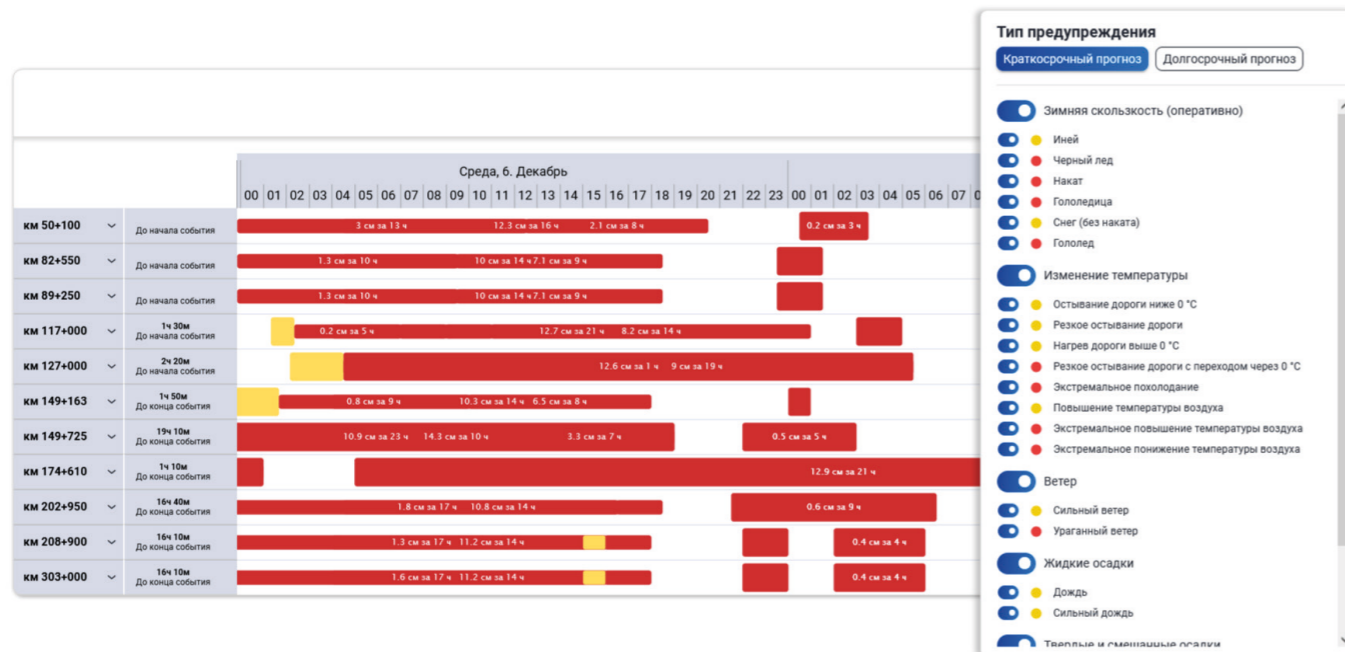 Тип предупреждения
Краткосрочный прогноз Долгосрочный прогноз
Зимняя скользкость (оперативно)
Иней
Черный лед
Накат
Гололедица
Снег (без наката)
Гололед
Изменение температуры
Остывание дороги ниже 0 °C
Резкое остывание дороги
Нагрев дороги выше 0 °C
Резкое остывание дороги с переходом через 0 °C
Экстремальное похолодание
Повышение температуры воздуха
Экстремальное повышение температуры воздуха
Экстремальное понижение температуры воздуха
Ветер
Сильный ветер
Ураганный ветер
Жидкие осадки
Дождь
Сильный дождь
Твердые и смешанные осадки
Среда, 6. Декабрь
00 01 02 03 04 05 06 07 08 09 10 11 12 13 14 15 16 17 18 19 20 21 22 23 00 01 02 03 04 05 06 07
км 50+100 До начала события 3 см за 13 ч 12.3 см за 16 ч 2.1 см за 8 ч 0.2 см за 3 ч
км 82+550 До начала события 1.3 см за 10 ч 10 см за 14 ч 7.1 см за 9 ч
км 89+250 До начала события 1.3 см за 10 ч 10 см за 14 ч 7.1 см за 9 ч
км 117+000 1ч 30м 0.2 см за 5 ч 12.7 см за 21 ч 8.2 см за 14 ч
До начала события
км 127+000 2ч 20м 12.6 см за 1 ч 9 см за 19 ч
До начала события
км 149+163 1ч 50м 0.8 см за 9 ч 10.3 см за 14 ч 6.5 см за 8 ч
До конца события
км 149+725 19ч 10м 10.9 см за 23 ч 14.3 см за 10 ч 3.3 см за 7 ч 0.5 см за 5 ч
До конца события
км 174+610 1ч 10м 12.9 см за 21 ч
До конца события
км 202+950 16ч 40м 1.8 см за 17 ч 10.8 см за 14 ч 0.6 см за 9 ч
До конца события
км 208+900 16ч 10м 1.3 см за 17 ч 11.2 см за 14 ч 0.4 см за 4 ч
До конца события
км 303+000 16ч 10м 1.6 см за 17 ч 11.2 см за 14 ч 0.4 см за 4 ч
До конца события